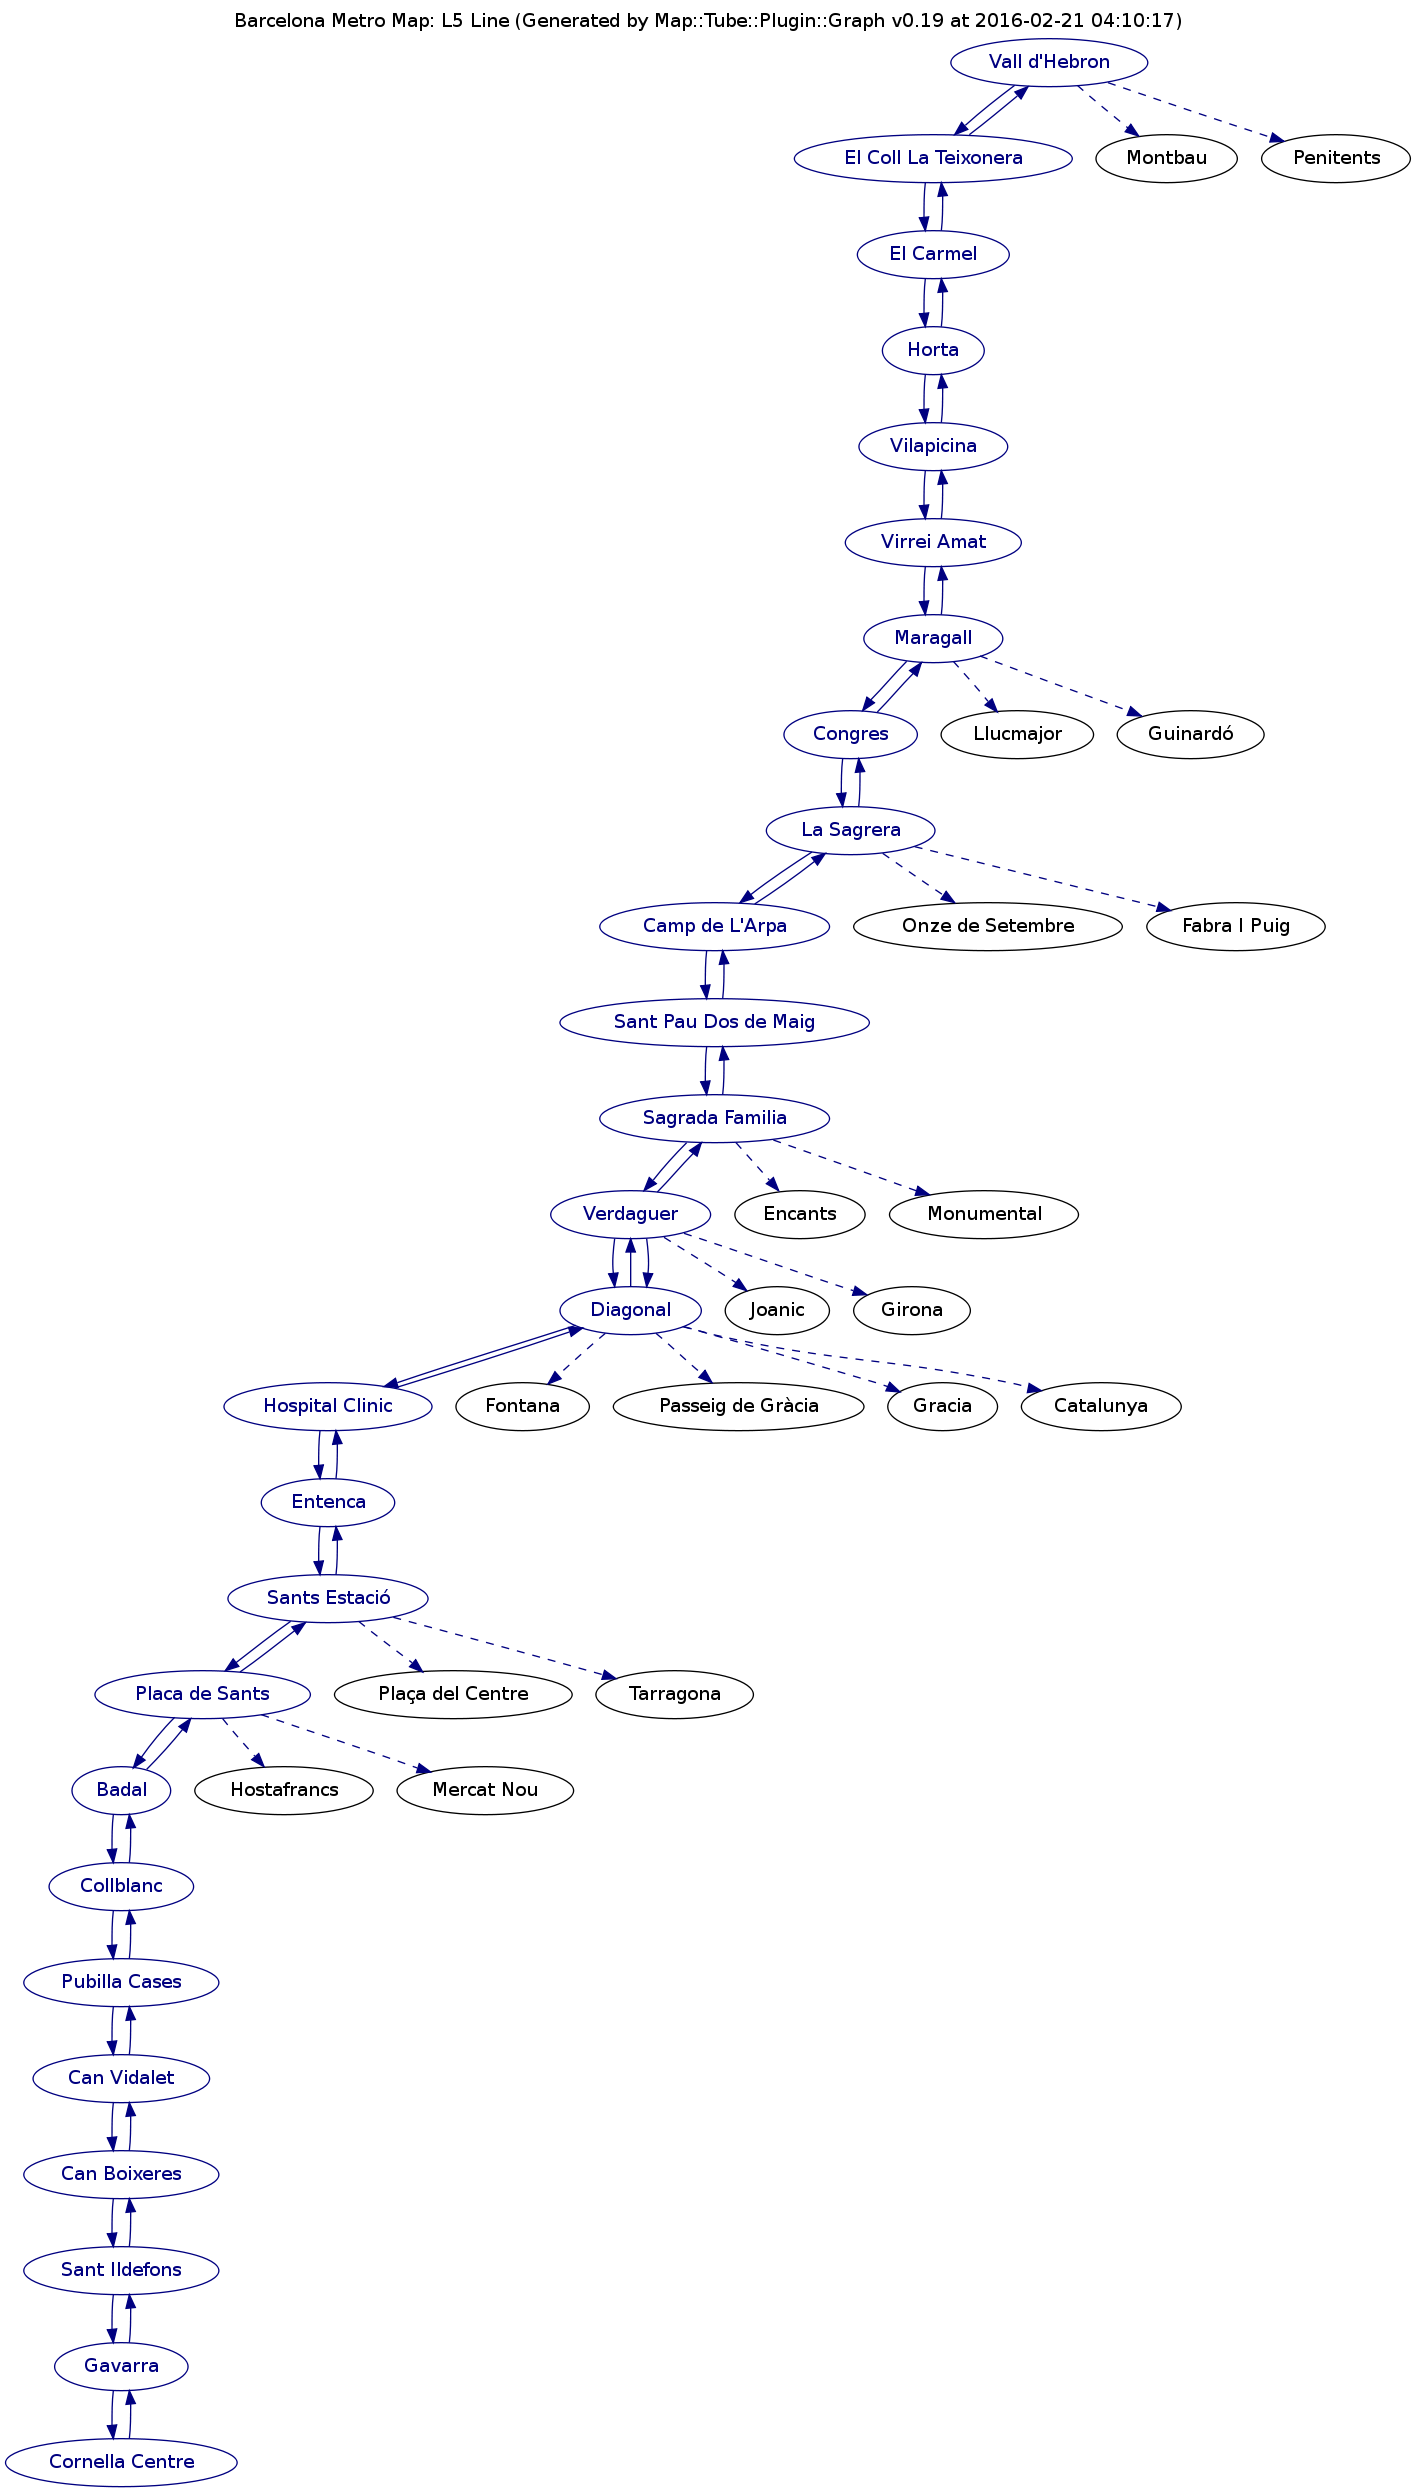 Barcelona Metro Map: L5 Line (Generated by Map::Tube::Plugin::Graph v0.19 at 2016-02-21 04:10:17)
Vall d'Hebron
El Coll La Teixonera
Montbau
Penitents
El Carmel
Horta
Vilapicina
Virrei Amat
Maragall
Congres
Llucmajor
Guinardó
La Sagrera
Camp de L'Arpa
Onze de Setembre
Fabra I Puig
Sant Pau Dos de Maig
Sagrada Familia
Verdaguer
Encants
Monumental
Diagonal
Joanic
Girona
Hospital Clinic
Fontana
Passeig de Gràcia
Gracia
Catalunya
Entenca
Sants Estació
Placa de Sants
Plaça del Centre
Tarragona
Badal
Hostafrancs
Mercat Nou
Collblanc
Pubilla Cases
Can Vidalet
Can Boixeres
Sant Ildefons
Gavarra
Cornella Centre